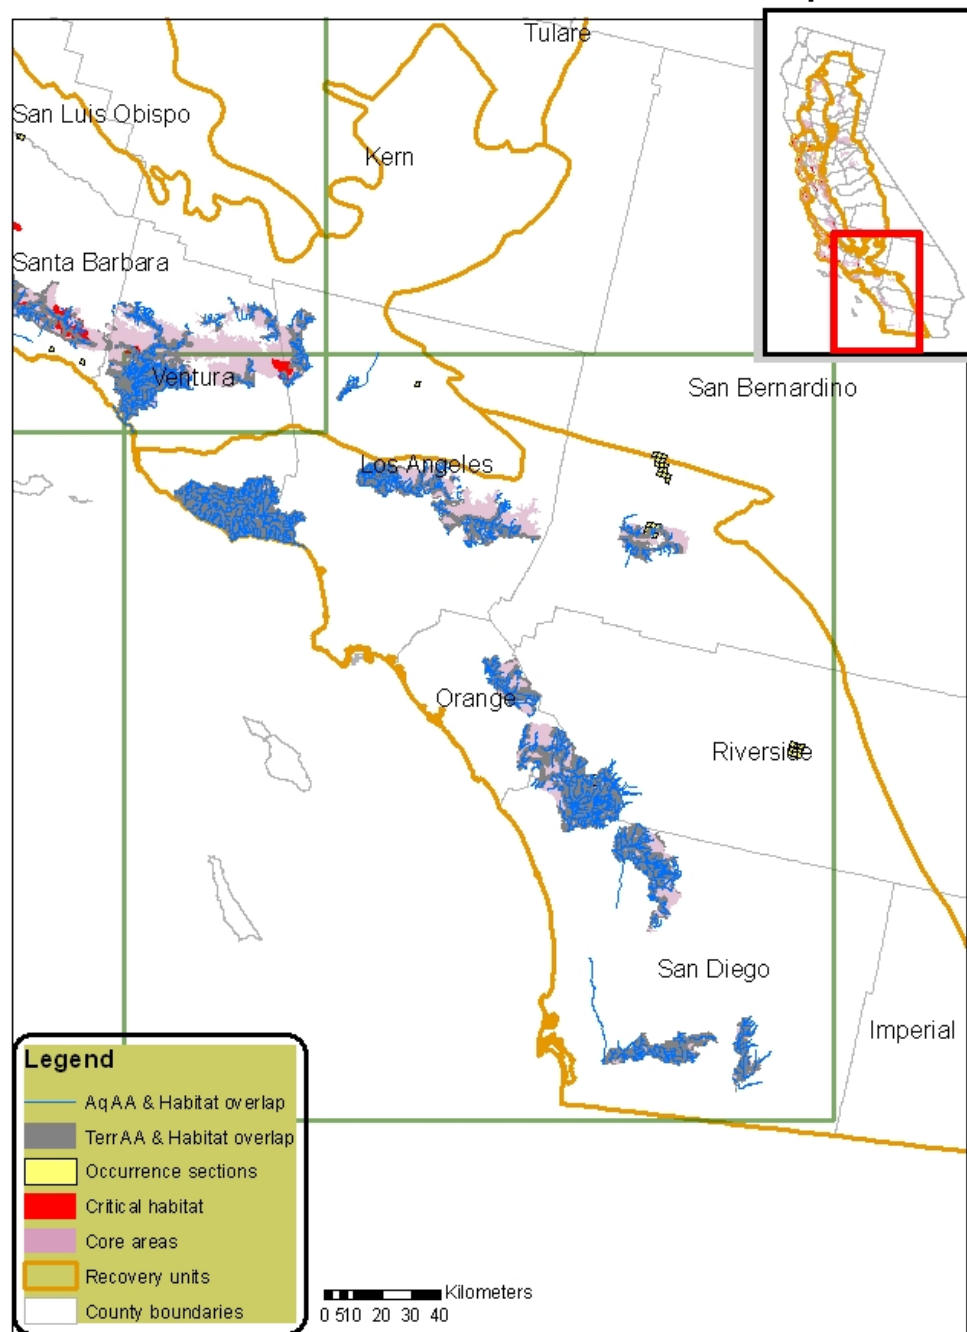 Tulare
San Luis Obispo
Kern
Santa Barbara
Ventura
San Bernardino
Los Angeles
Orange
Riverside
San Diego
Imperial
Legend
AqAA & Habitat overlap
TerrAA & Habitat overlap
Occurrence sections
Critical habitat
Core areas
Recovery units
County boundaries
Kilometers
0 5 10 20 30 40